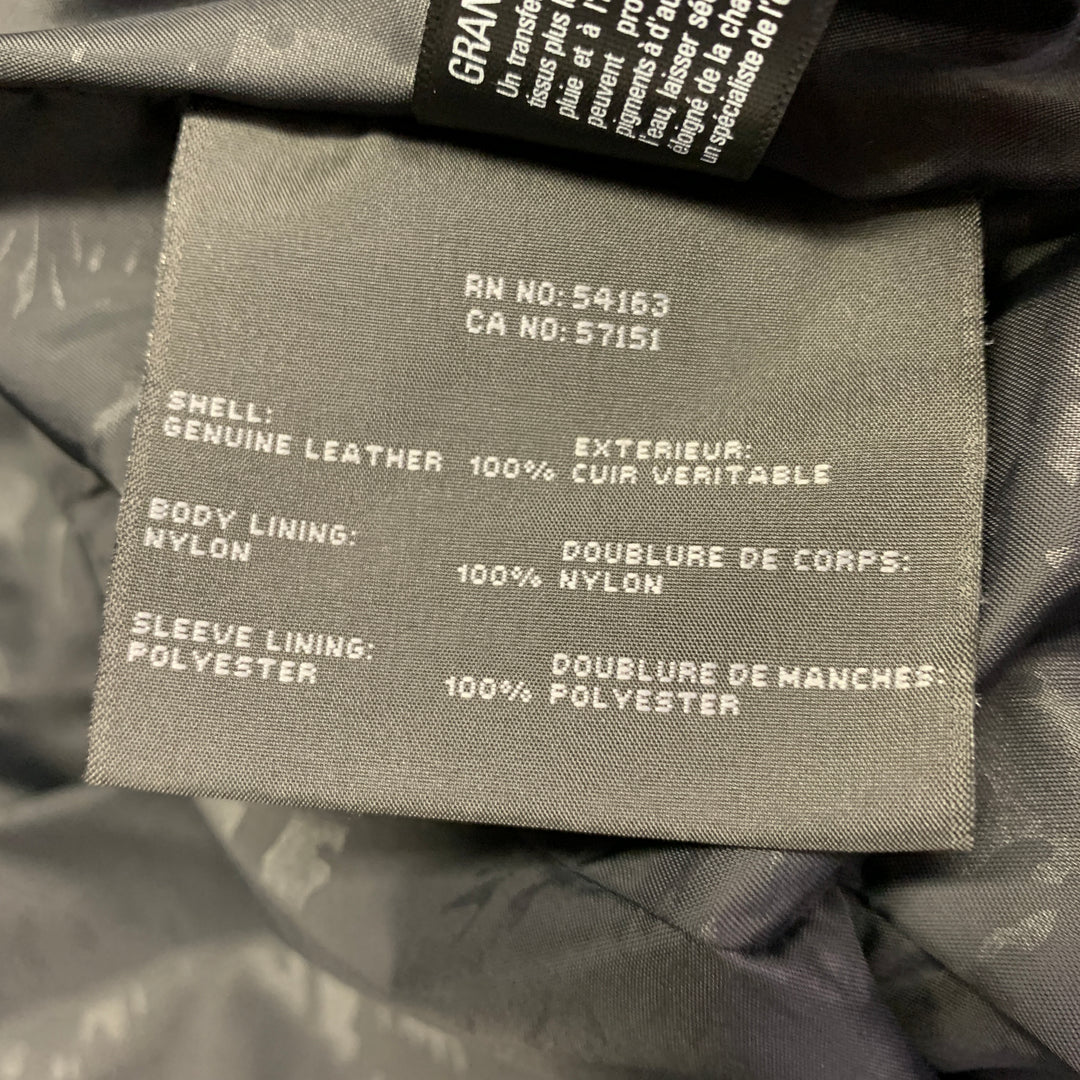 GRAN
Un transfe
tissus plus
pluie et à l'
peuvent pro
pigments à d'au
l'eau, laisser sé
éloigné de la cha
un spécialiste de l'e
RN NO: 54163
CA NO: 57151
SHELL:
GENUINE LEATHER 100%
EXTERIEUR:
CUIR VERITABLE
BODY LINING:
NYLON 100%
DOUBLURE DE CORPS:
NYLON
SLEEVE LINING:
POLYESTER 100%
DOUBLURE DE MANCHES:
POLYESTER